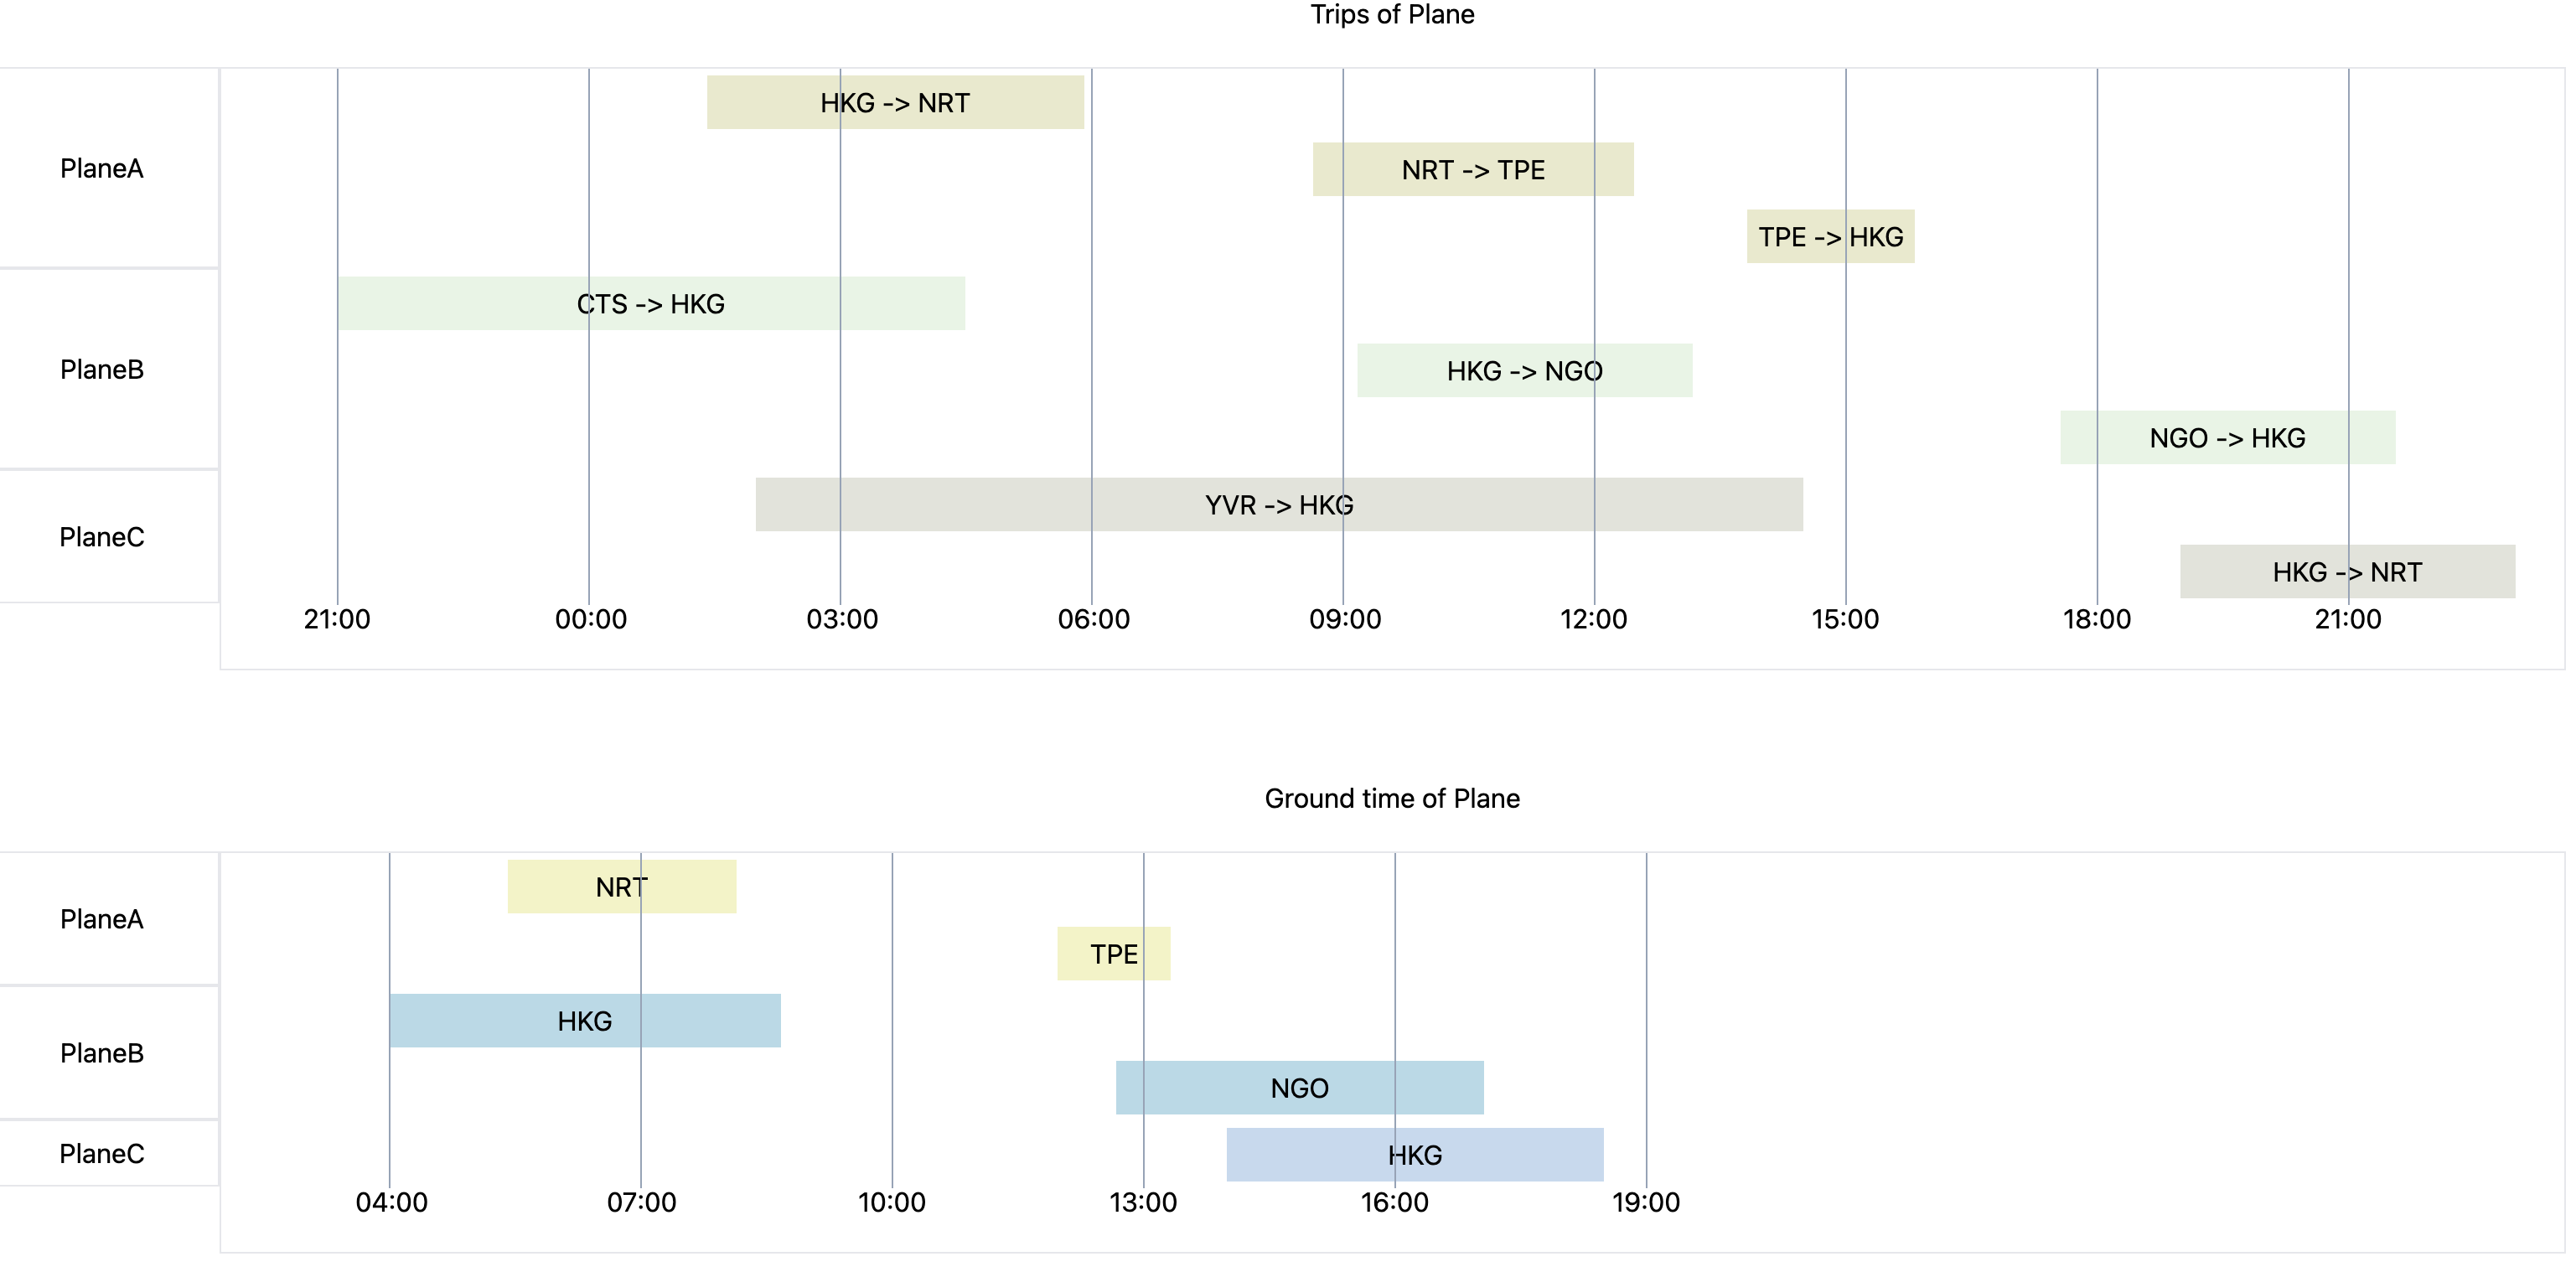 Trips of Plane
PlaneA
HKG -> NRT
NRT -> TPE
TPE -> HKG
PlaneB
CTS -> HKG
HKG -> NGO
NGO -> HKG
PlaneC
YVR -> HKG
HKG -> NRT
21:00 00:00 03:00 06:00 09:00 12:00 15:00 18:00 21:00
Ground time of Plane
PlaneA
NRT
TPE
PlaneB
HKG
NGO
PlaneC
HKG
04:00 07:00 10:00 13:00 16:00 19:00